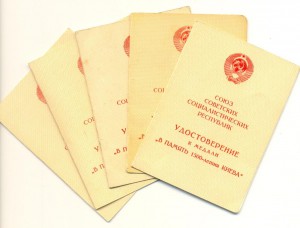 СОЮЗ
СОВЕТСКИХ
СОЦИАЛИСТИЧЕСКИХ
РЕСПУБЛИК
УДОСТОВЕРЕНИЕ
К МЕДАЛИ
"В ПАМЯТЬ 1500-летия КИЕВА"